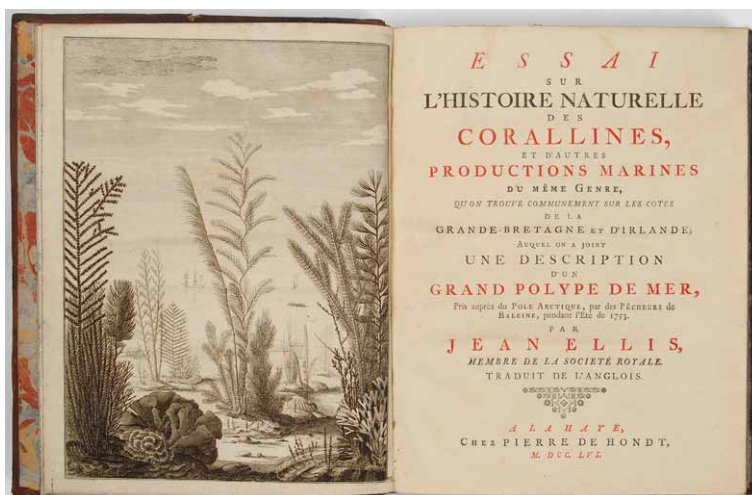 ESSAI
SUR
L'HISTOIRE NATURELLE
DES
CORALLINES,
ET D'AUTRES
PRODUCTIONS MARINES
DU MÊME GENRE,
QU'ON TROUVE COMMUNEMENT SUR LES COTES
DE LA
GRANDE-BRETAGNE ET D'IRLANDE;
AUQUEL ON A JOINT
UNE DESCRIPTION
D'UN
GRAND POLYPE DE MER,
Pris auprès du POLE ARCTIQUE, par des PÊCHEURS de
BALEINE, pendant l'Eté de 1753.
PAR
JEAN ELLIS,
MEMBRE DE LA SOCIETÉ ROYALE.
TRADUIT DE L'ANGLOIS.
A LA HAYE,
CHEZ PIERRE DE HONDT,
M. DCC. LVI.